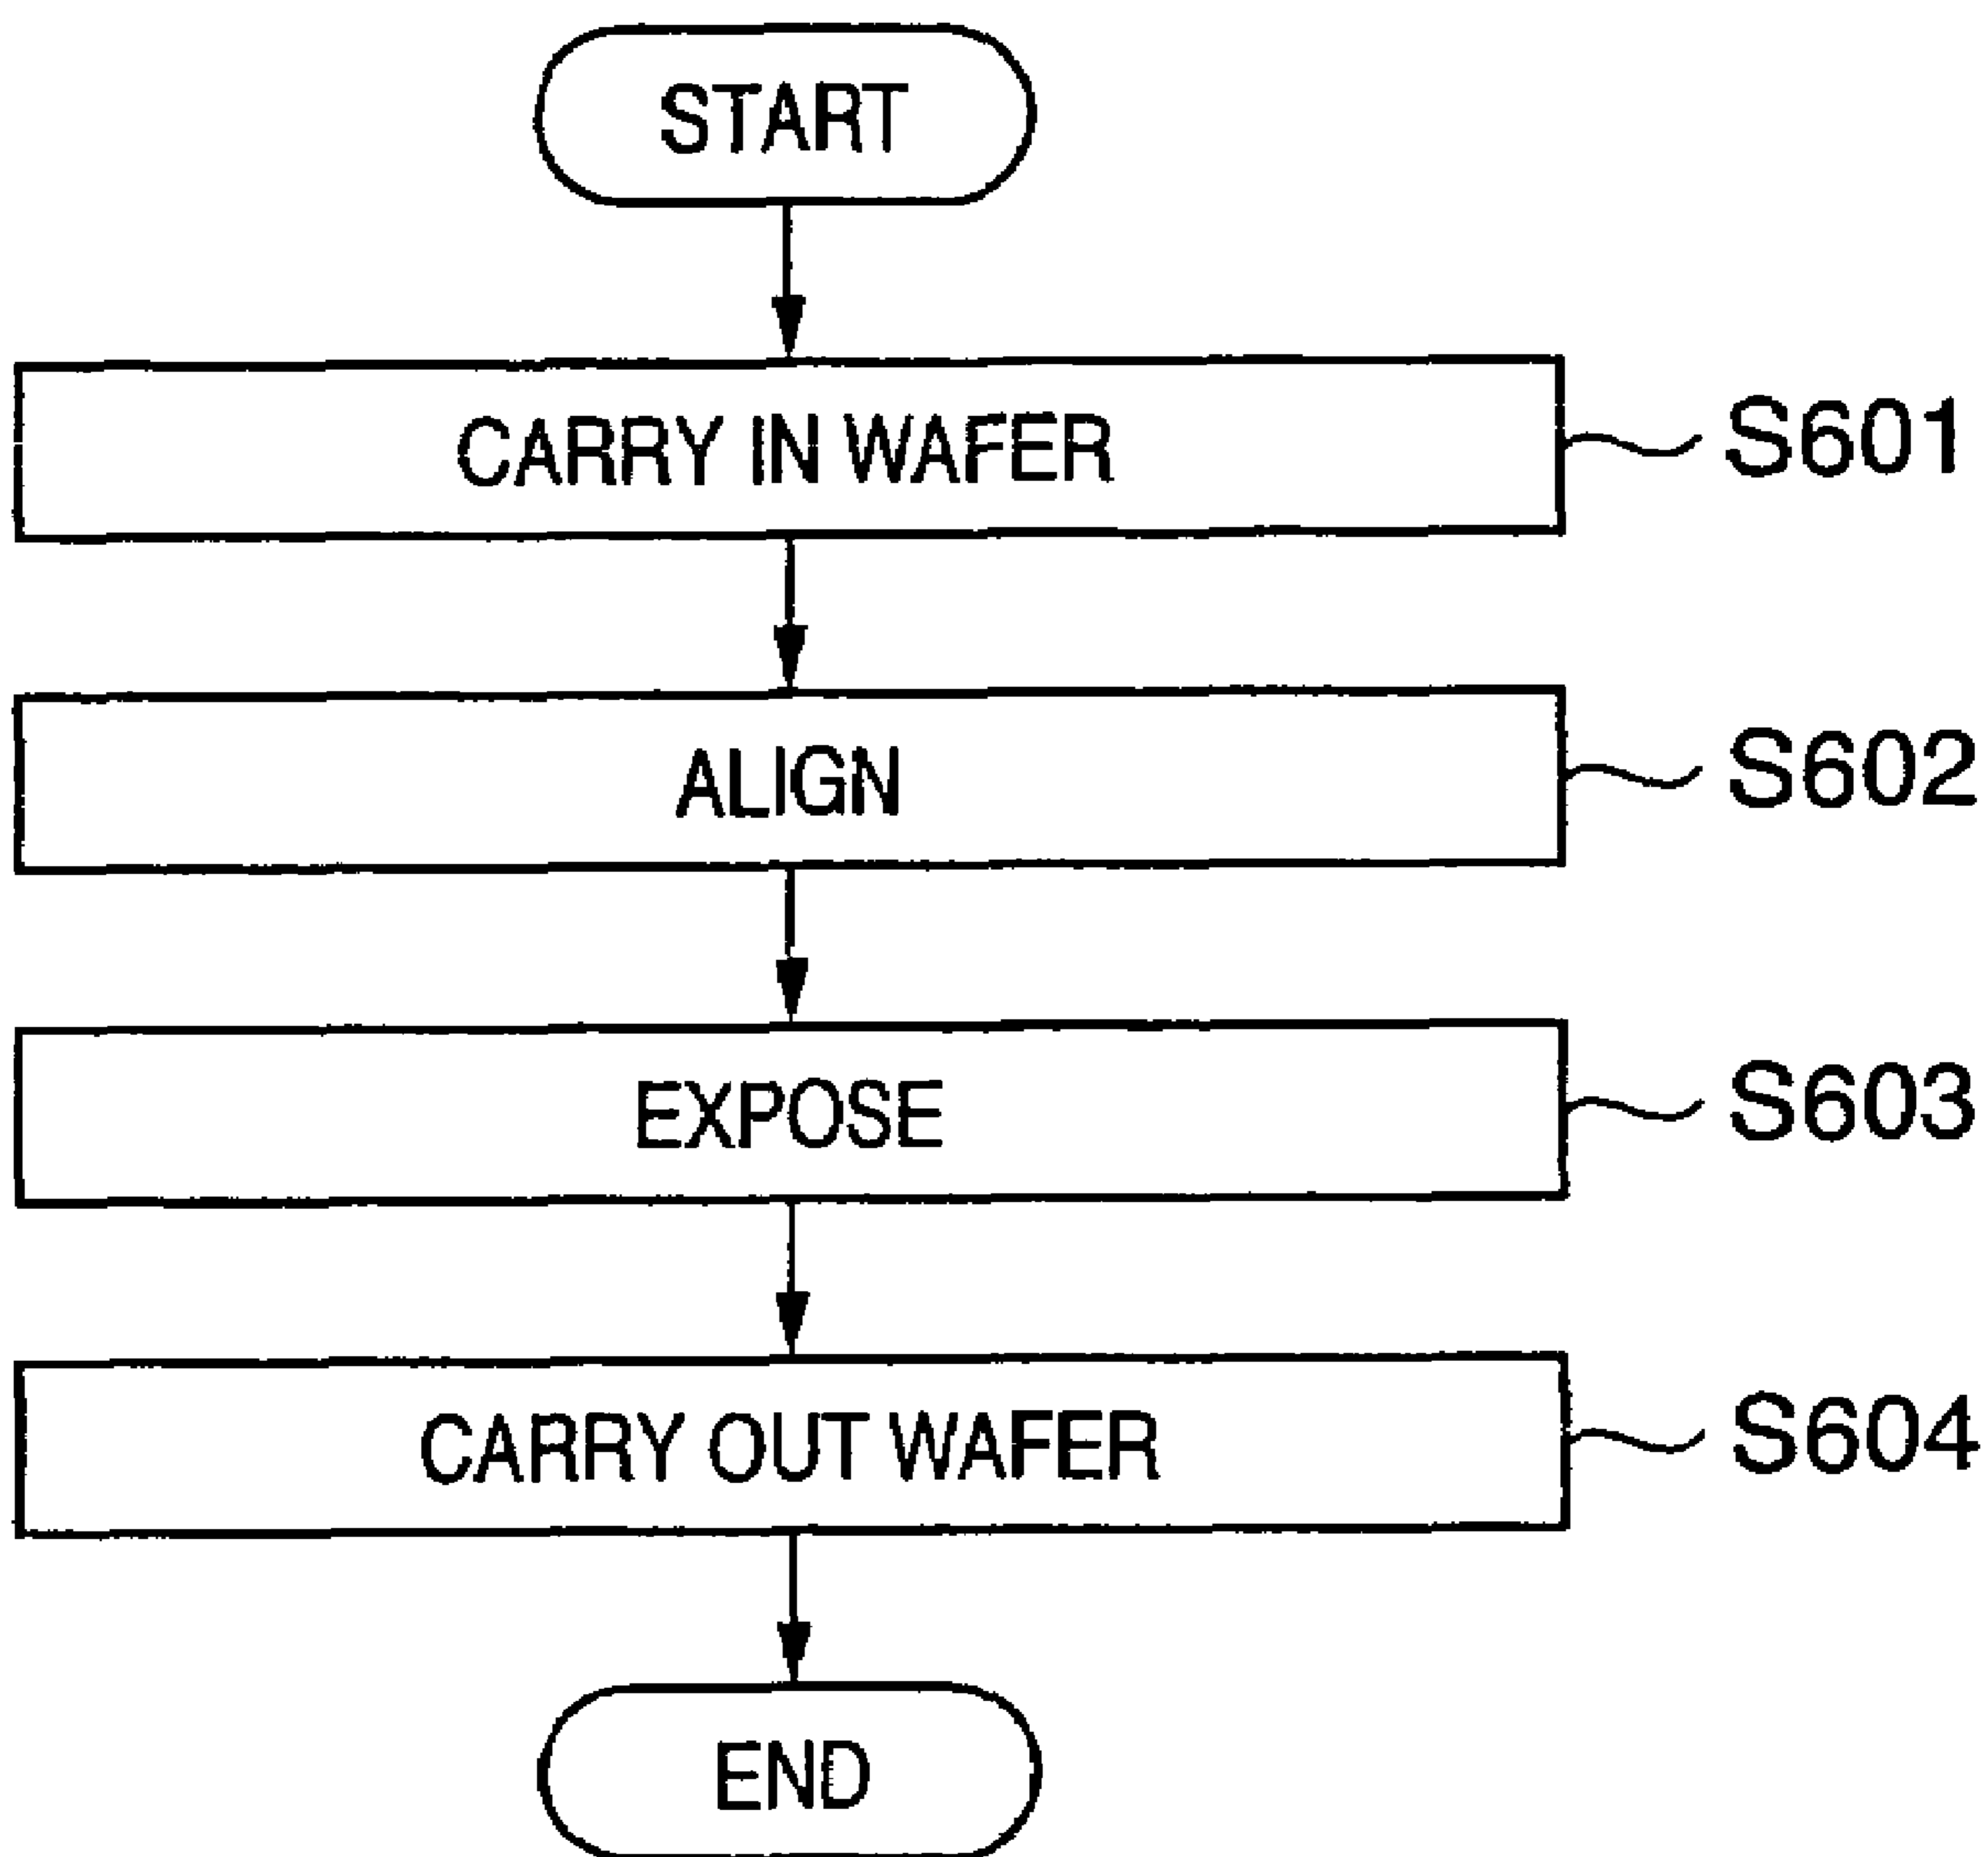 START
CARRY IN WAFER
S601
ALIGN
S602
EXPOSE
S603
CARRY OUT WAFER
S604
END